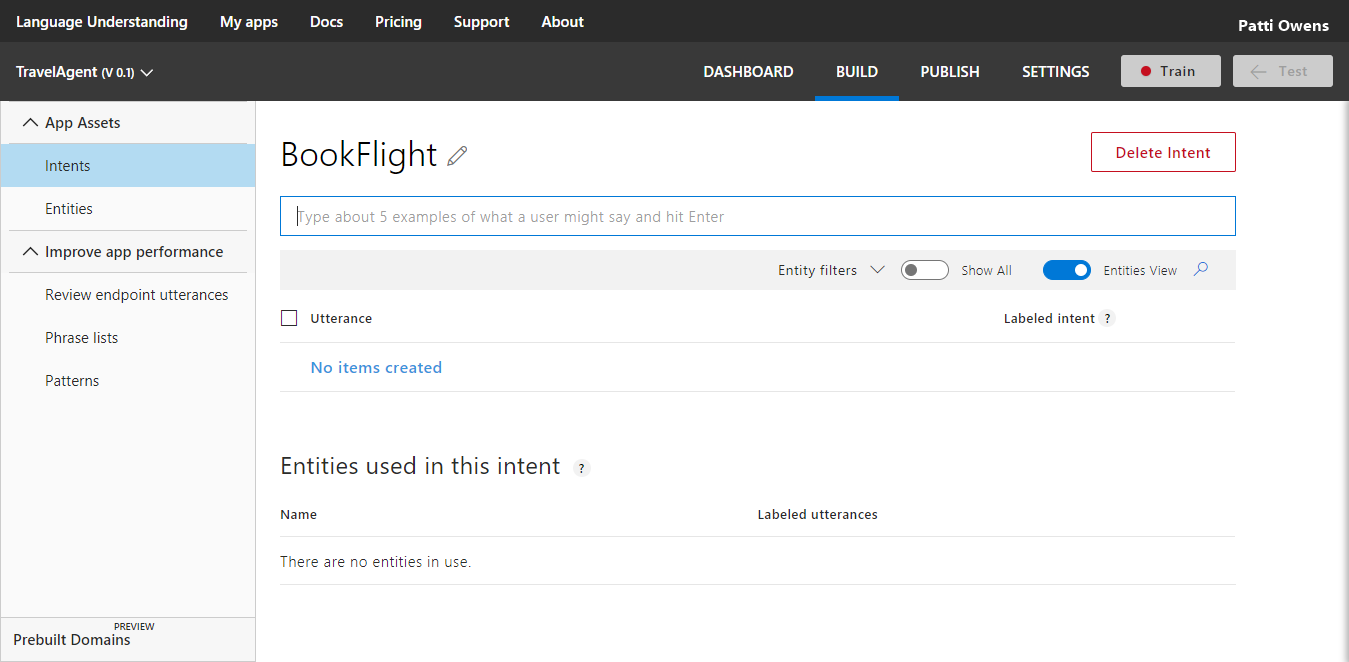 Language Understanding My apps Docs Pricing Support About
Patti Owens
TravelAgent (V 0.1) DASHBOARD BUILD PUBLISH SETTINGS Train Test
App Assets
Intents
Entities
Improve app performance
Review endpoint utterances
Phrase lists
Patterns
PREVIEW
Prebuilt Domains
BookFlight
Delete Intent
Type about 5 examples of what a user might say and hit Enter
Entity filters Show All Entities View
Utterance Labeled intent ?
No items created
Entities used in this intent ?
Name Labeled utterances
There are no entities in use.